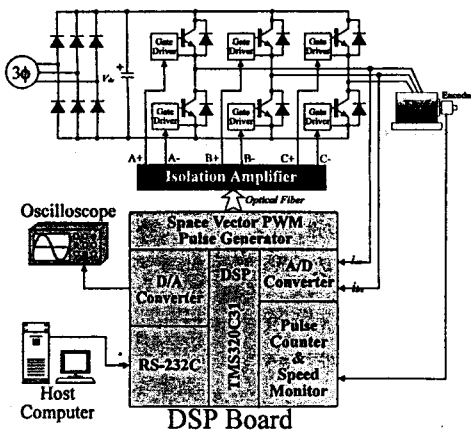 3ϕ
Vdc
Gate Driver
Gate Driver
Gate Driver
Gate Driver
Gate Driver
Gate Driver
A+ A- B+ B- C+ C-
Encoder
Isolation Amplifier
Optical Fiber
Oscilloscope
Space Vector PWM
Pulse Generator
D/A
Converter
DSP
TMS320C31
A/D
Converter
RS-232C
Pulse
Counter
&
Speed
Monitor
Host
Computer
DSP Board